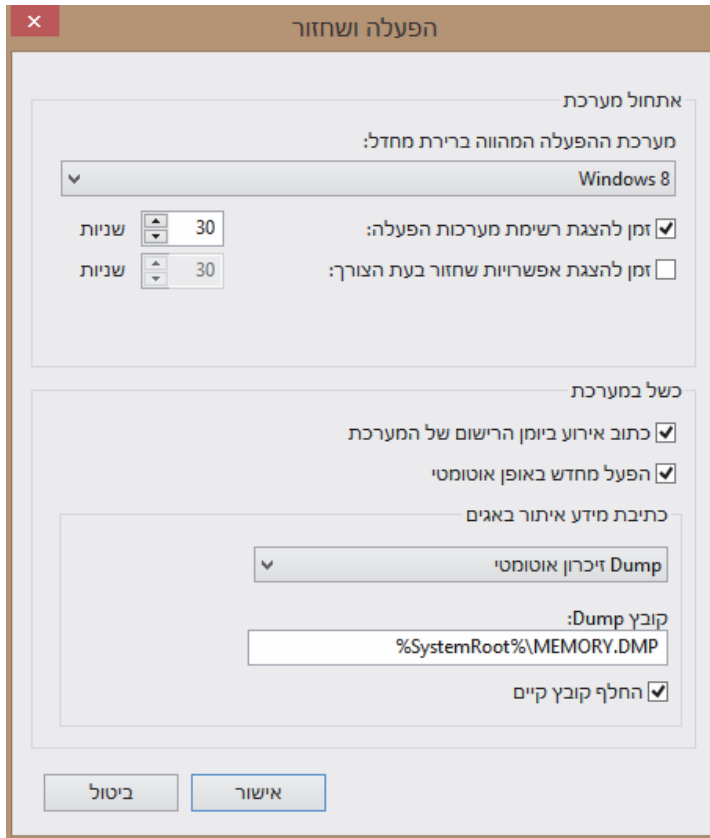 הפעלה ושחזור
אתחול מערכת
מערכת ההפעלה המהווה ברירת מחדל:
Windows 8
זמן להצגת רשימת מערכות הפעלה: 30 שניות
זמן להצגת אפשרויות שחזור בעת הצורך: 30 שניות
כשל במערכת
כתוב אירוע ביומן הרישום של המערכת
הפעל מחדש באופן אוטומטי
כתיבת מידע איתור באגים
Dump זיכרון אוטומטי
קובץ Dump:
%SystemRoot%\MEMORY.DMP
החלף קובץ קיים
אישור ביטול